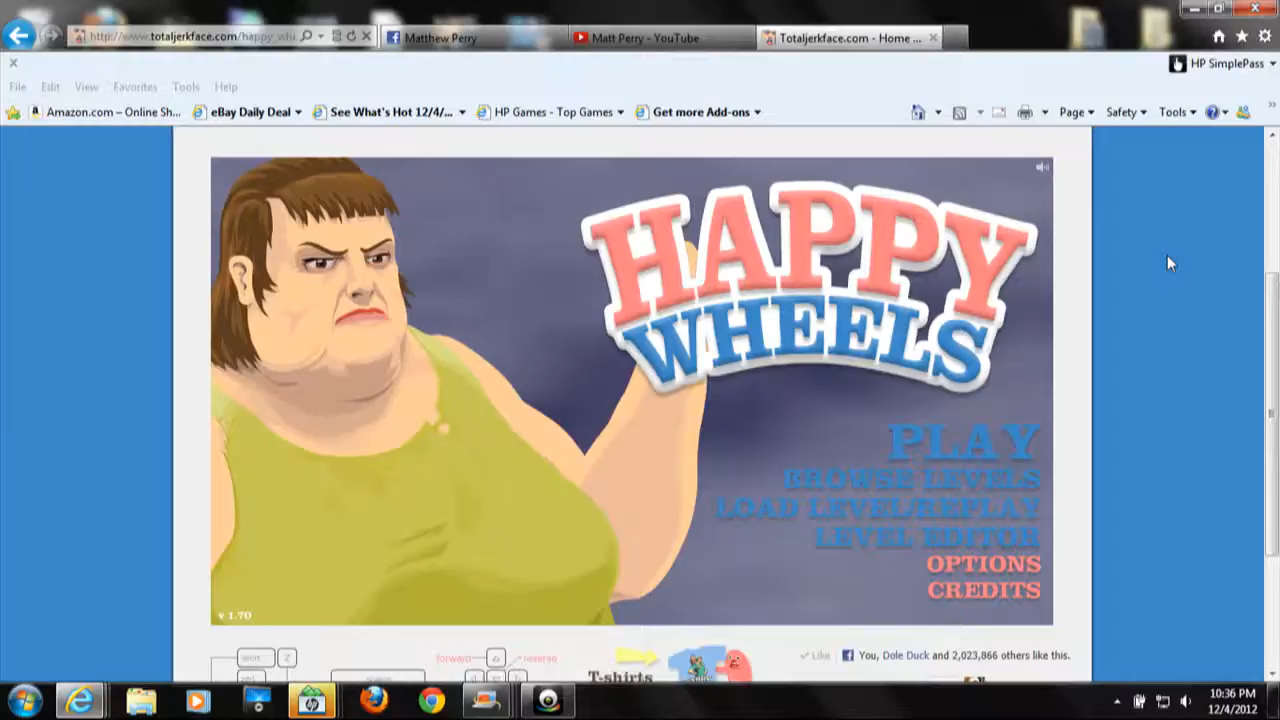 http://www.totaljerkface.com/happy_whe
Matthew Perry
Matt Perry - YouTube
Totaljerkface.com - Home ...
HP SimplePass
File Edit View Favorites Tools Help
Amazon.com – Online Sh...
eBay Daily Deal
See What's Hot 12/4/...
HP Games - Top Games
Get more Add-ons
Page
Safety
Tools
HAPPY
WHEELS
PLAY
BROWSE LEVELS
LOAD LEVEL/REPLAY
LEVEL EDITOR
OPTIONS
CREDITS
v 1.70
shift Z
forward
reverse
T-shirts
Like
You, Dole Duck and 2,023,866 others like this.
10:36 PM
12/4/2012